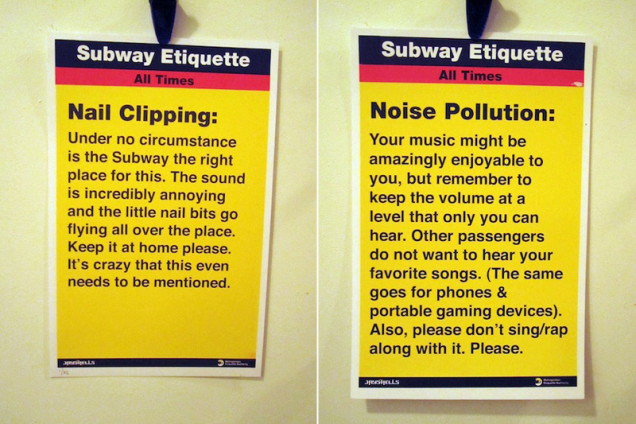 Subway Etiquette
All Times
Nail Clipping:
Under no circumstance
is the Subway the right
place for this. The sound
is incredibly annoying
and the little nail bits go
flying all over the place.
Keep it at home please.
It's crazy that this even
needs to be mentioned.
Subway Etiquette
All Times
Noise Pollution:
Your music might be
amazingly enjoyable to
you, but remember to
keep the volume at a
level that only you can
hear. Other passengers
do not want to hear your
favorite songs. (The same
goes for phones &
portable gaming devices).
Also, please don't sing/rap
along with it. Please.